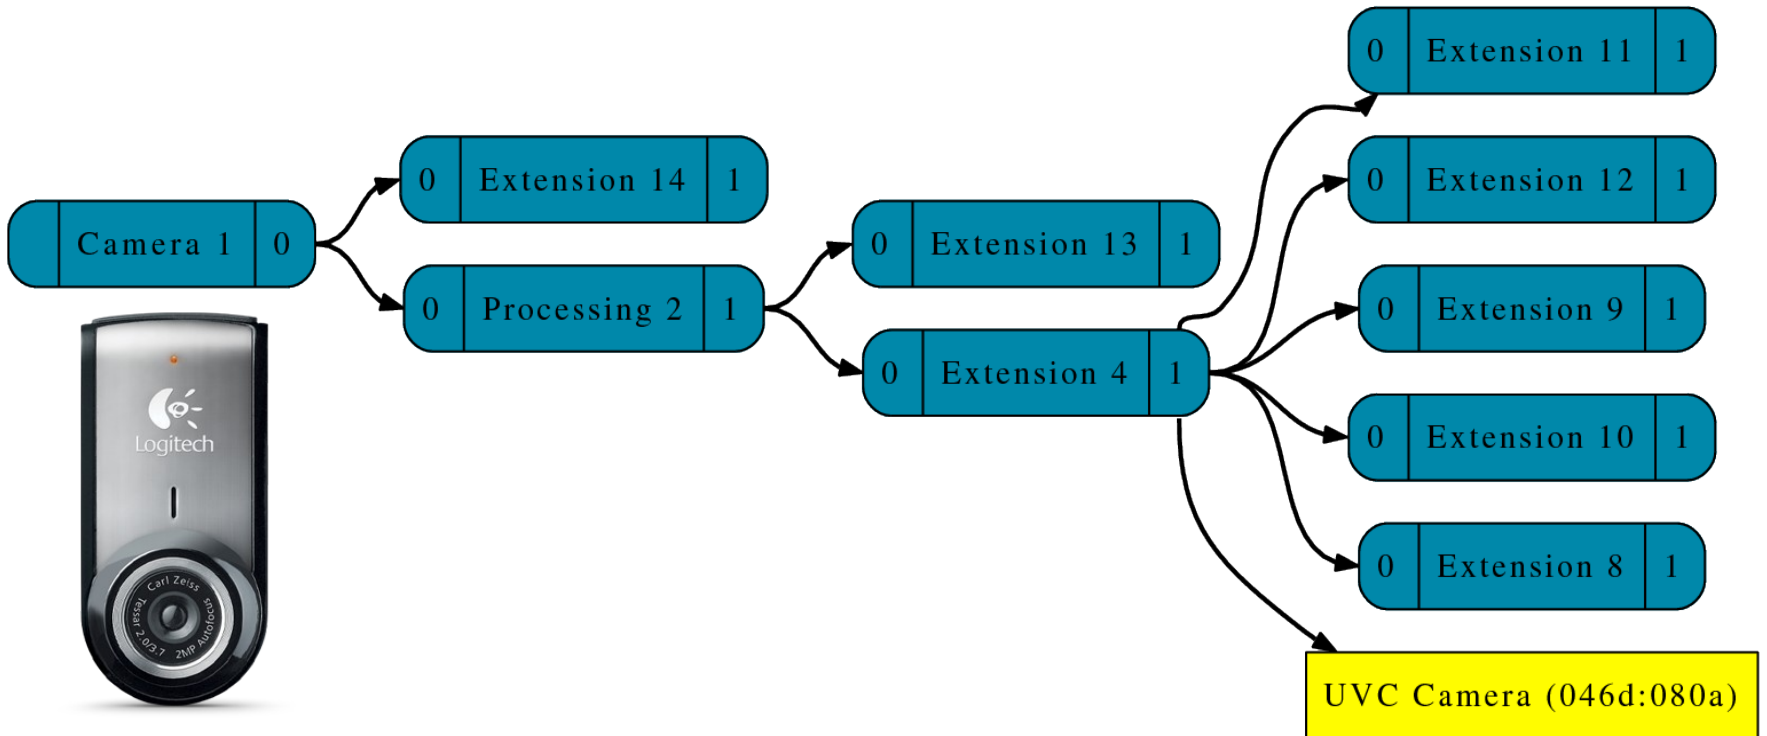 0 Extension 11 1
0 Extension 12 1
0 Extension 14 1
Camera 1 0
0 Extension 13 1
0 Processing 2 1
0 Extension 9 1
0 Extension 4 1
0 Extension 10 1
0 Extension 8 1
UVC Camera (046d:080a)
Logitech
Carl Zeiss
Tessar 2.0/3.7
2MP Autofocus